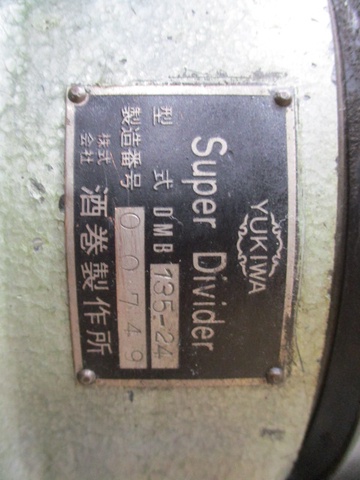 YUKIWA
Super Divider
型式 DMB 135-24
製造番号 00749
株式会社 酒巻製作所